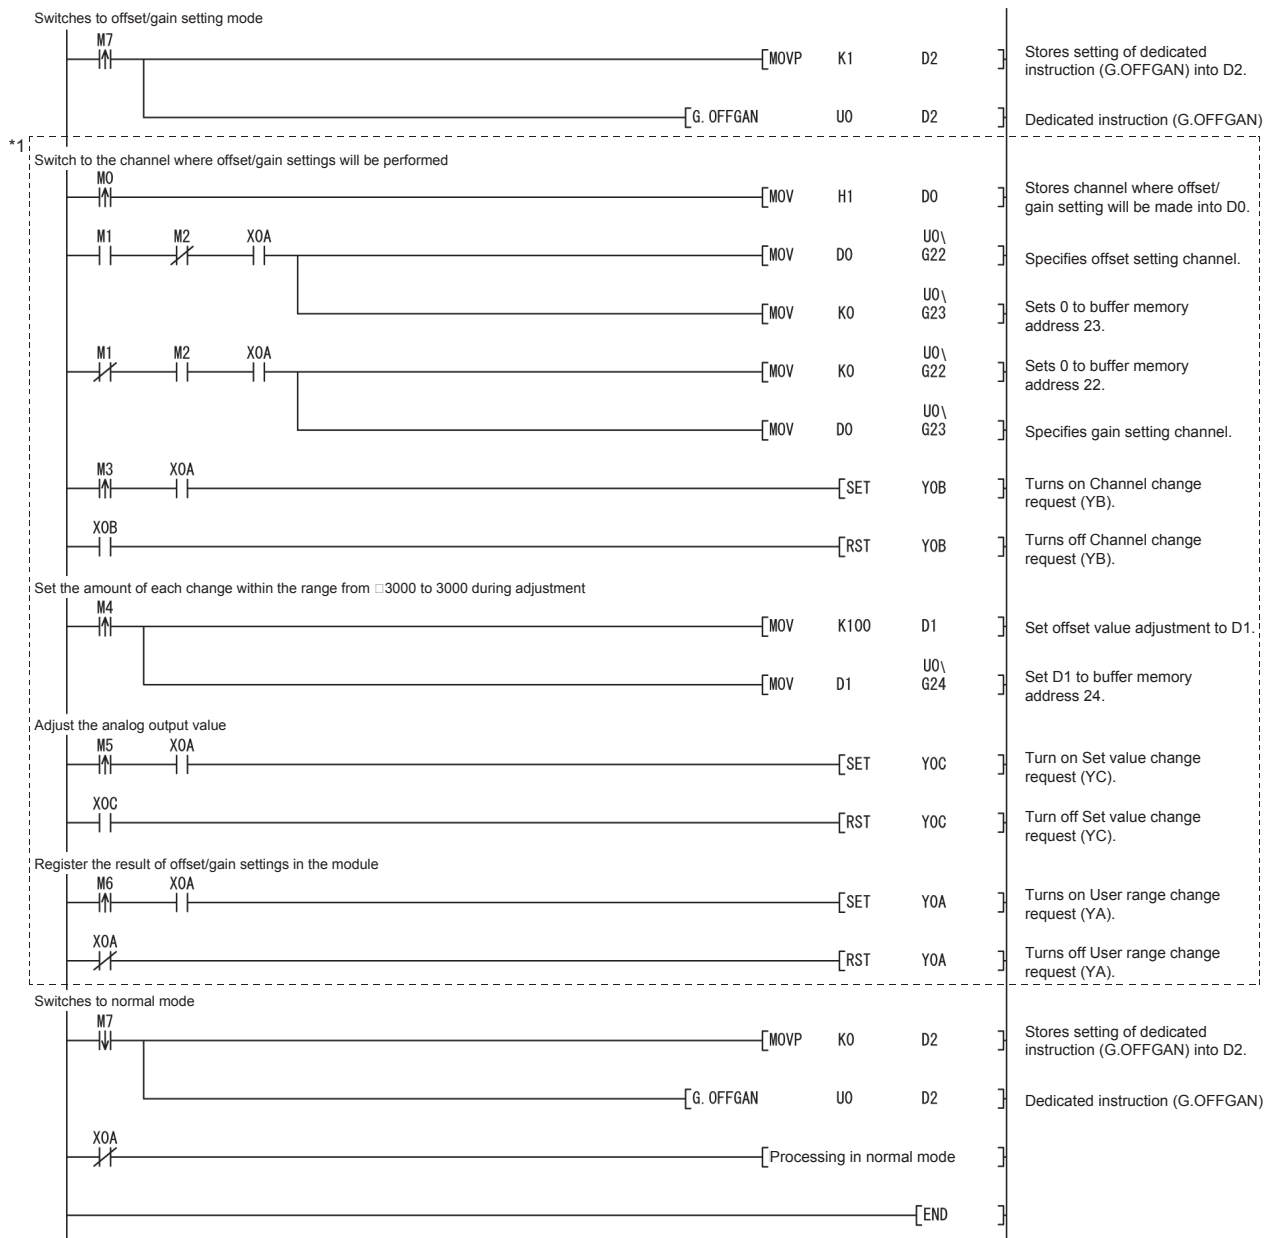 Switches to offset/gain setting mode
M7
MOVP K1 D2
Stores setting of dedicated
instruction (G.OFFGAN) into D2.
G.OFFGAN U0 D2
Dedicated instruction (G.OFFGAN)
*1
Switch to the channel where offset/gain settings will be performed
M0
MOV H1 D0
Stores channel where offset/
gain setting will be made into D0.
M1 M2 X0A
U0\
MOV D0 G22
Specifies offset setting channel.
U0\
MOV K0 G23
Sets 0 to buffer memory
address 23.
M1 M2 X0A
U0\
MOV K0 G22
Sets 0 to buffer memory
address 22.
U0\
MOV D0 G23
Specifies gain setting channel.
M3 X0A
SET Y0B
Turns on Channel change
request (YB).
X0B
RST Y0B
Turns off Channel change
request (YB).
Set the amount of each change within the range from □3000 to 3000 during adjustment
M4
MOV K100 D1
Set offset value adjustment to D1.
U0\
MOV D1 G24
Set D1 to buffer memory
address 24.
Adjust the analog output value
M5 X0A
SET Y0C
Turn on Set value change
request (YC).
X0C
RST Y0C
Turn off Set value change
request (YC).
Register the result of offset/gain settings in the module
M6 X0A
SET Y0A
Turns on User range change
request (YA).
X0A
RST Y0A
Turns off User range change
request (YA).
Switches to normal mode
M7
MOVP K0 D2
Stores setting of dedicated
instruction (G.OFFGAN) into D2.
G.OFFGAN U0 D2
Dedicated instruction (G.OFFGAN)
X0A
Processing in normal mode
END